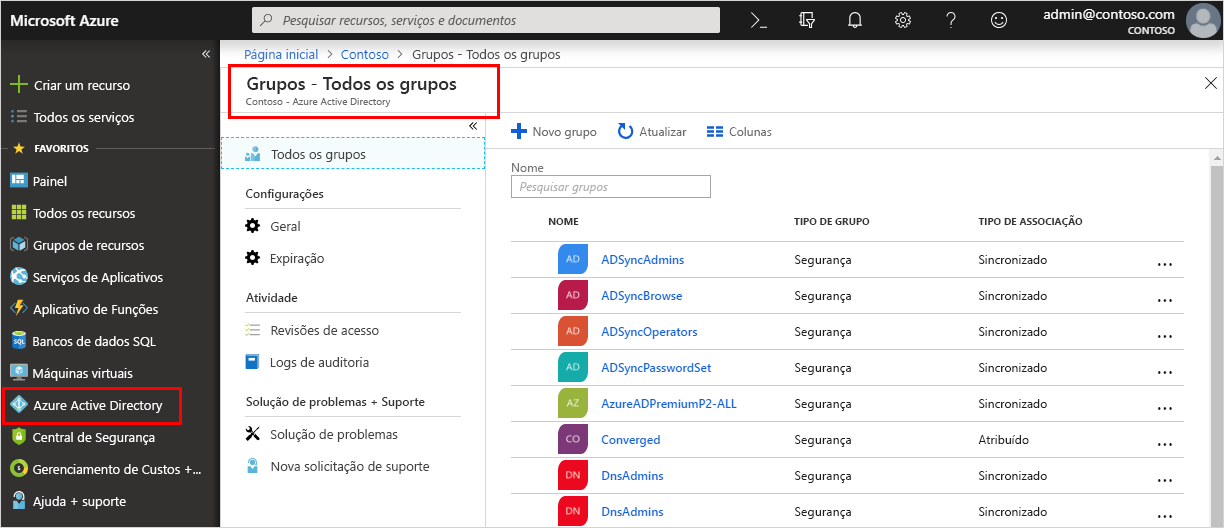 Microsoft Azure
Pesquisar recursos, serviços e documentos
admin@contoso.com
CONTOSO
«
Criar um recurso
Todos os serviços
FAVORITOS
Painel
Todos os recursos
Grupos de recursos
Serviços de Aplicativos
Aplicativo de Funções
Bancos de dados SQL
Máquinas virtuais
Azure Active Directory
Central de Segurança
Gerenciamento de Custos +...
Ajuda + suporte
Página inicial > Contoso > Grupos - Todos os grupos
Grupos - Todos os grupos
Contoso - Azure Active Directory
«
Todos os grupos
Configurações
Geral
Expiração
Atividade
Revisões de acesso
Logs de auditoria
Solução de problemas + Suporte
Solução de problemas
Nova solicitação de suporte
Novo grupo Atualizar Colunas
Nome
Pesquisar grupos
NOME TIPO DE GRUPO TIPO DE ASSOCIAÇÃO
AD ADSyncAdmins Segurança Sincronizado ...
AD ADSyncBrowse Segurança Sincronizado ...
AD ADSyncOperators Segurança Sincronizado ...
AD ADSyncPasswordSet Segurança Sincronizado ...
AZ AzureADPremiumP2-ALL Segurança Sincronizado ...
CO Converged Segurança Atribuído ...
DN DnsAdmins Segurança Sincronizado ...
DN DnsAdmins Segurança Sincronizado ...